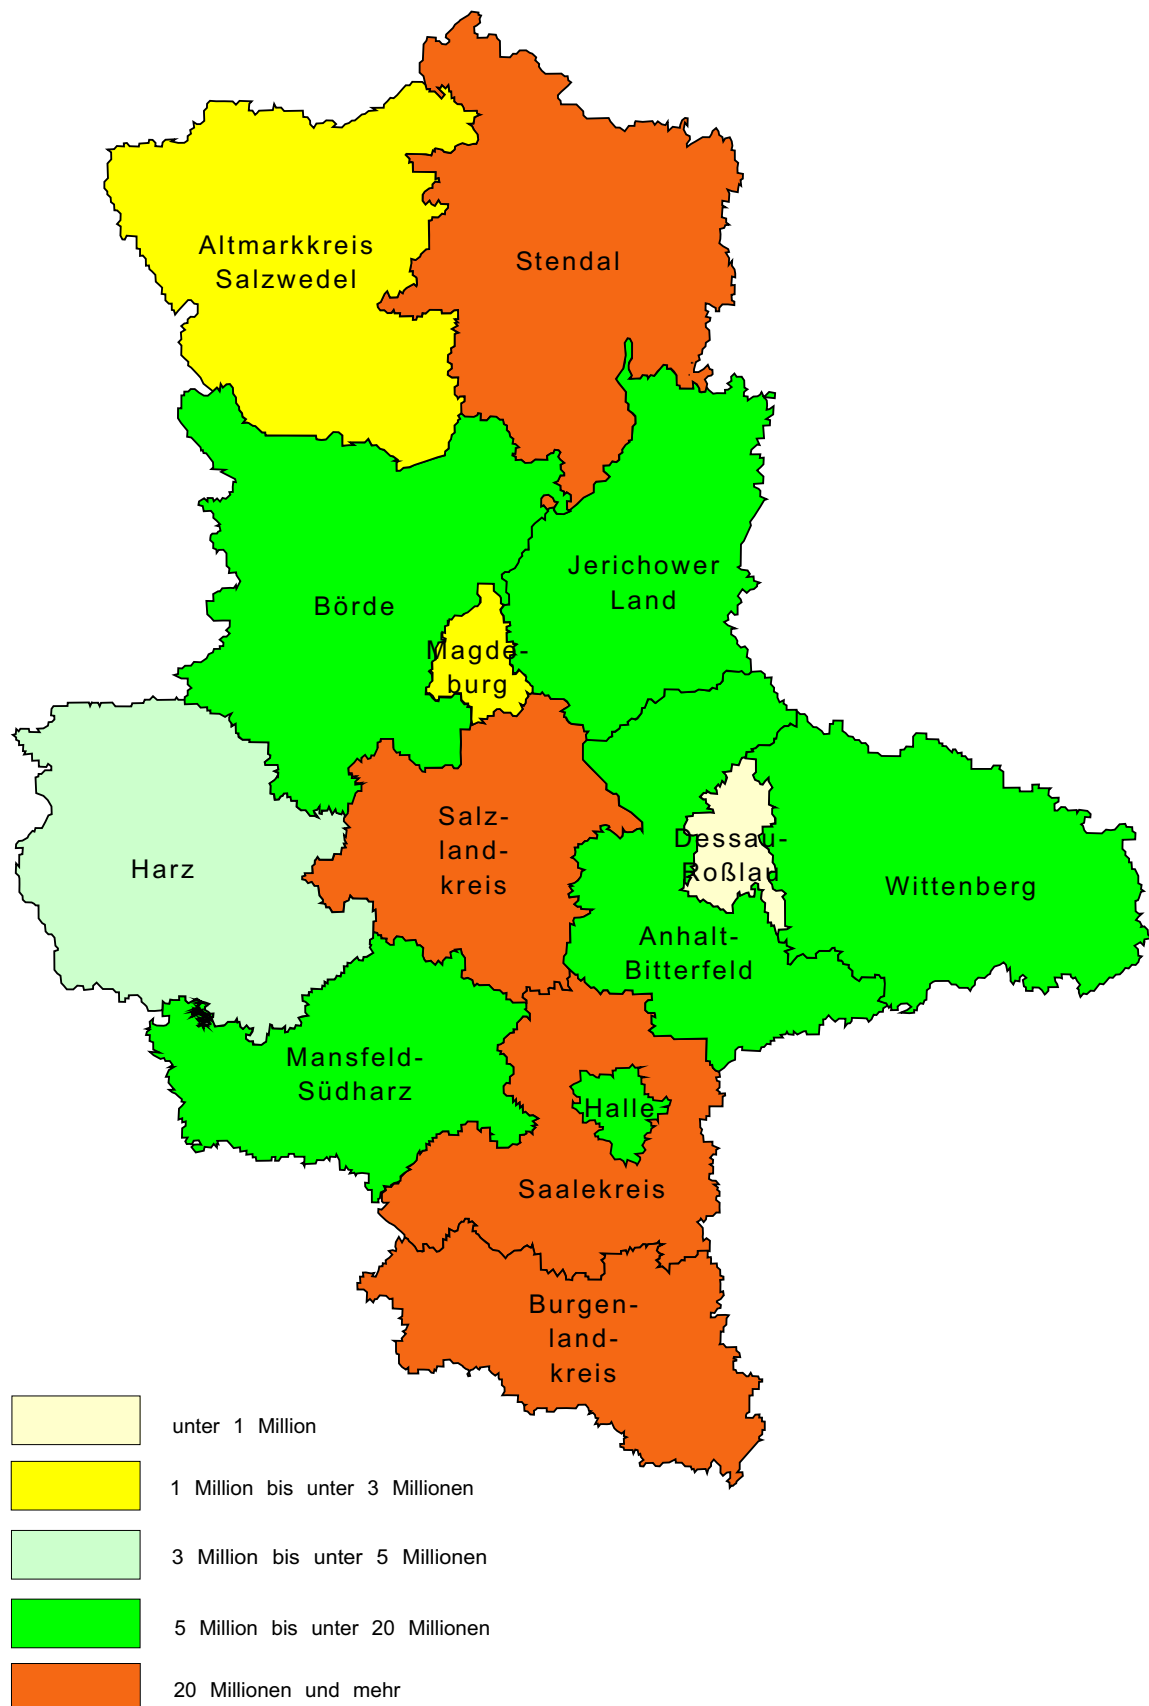 Altmarkkreis
Salzwedel
Stendal
Jerichower
Land
Börde
Magde-
burg
Salz-
land-
kreis
Harz
Dessau-
Roßlau
Wittenberg
Anhalt-
Bitterfeld
Mansfeld-
Südharz
Halle
Saalekreis
Burgen-
land-
kreis
unter 1 Million
1 Million bis unter 3 Millionen
3 Million bis unter 5 Millionen
5 Million bis unter 20 Millionen
20 Millionen und mehr